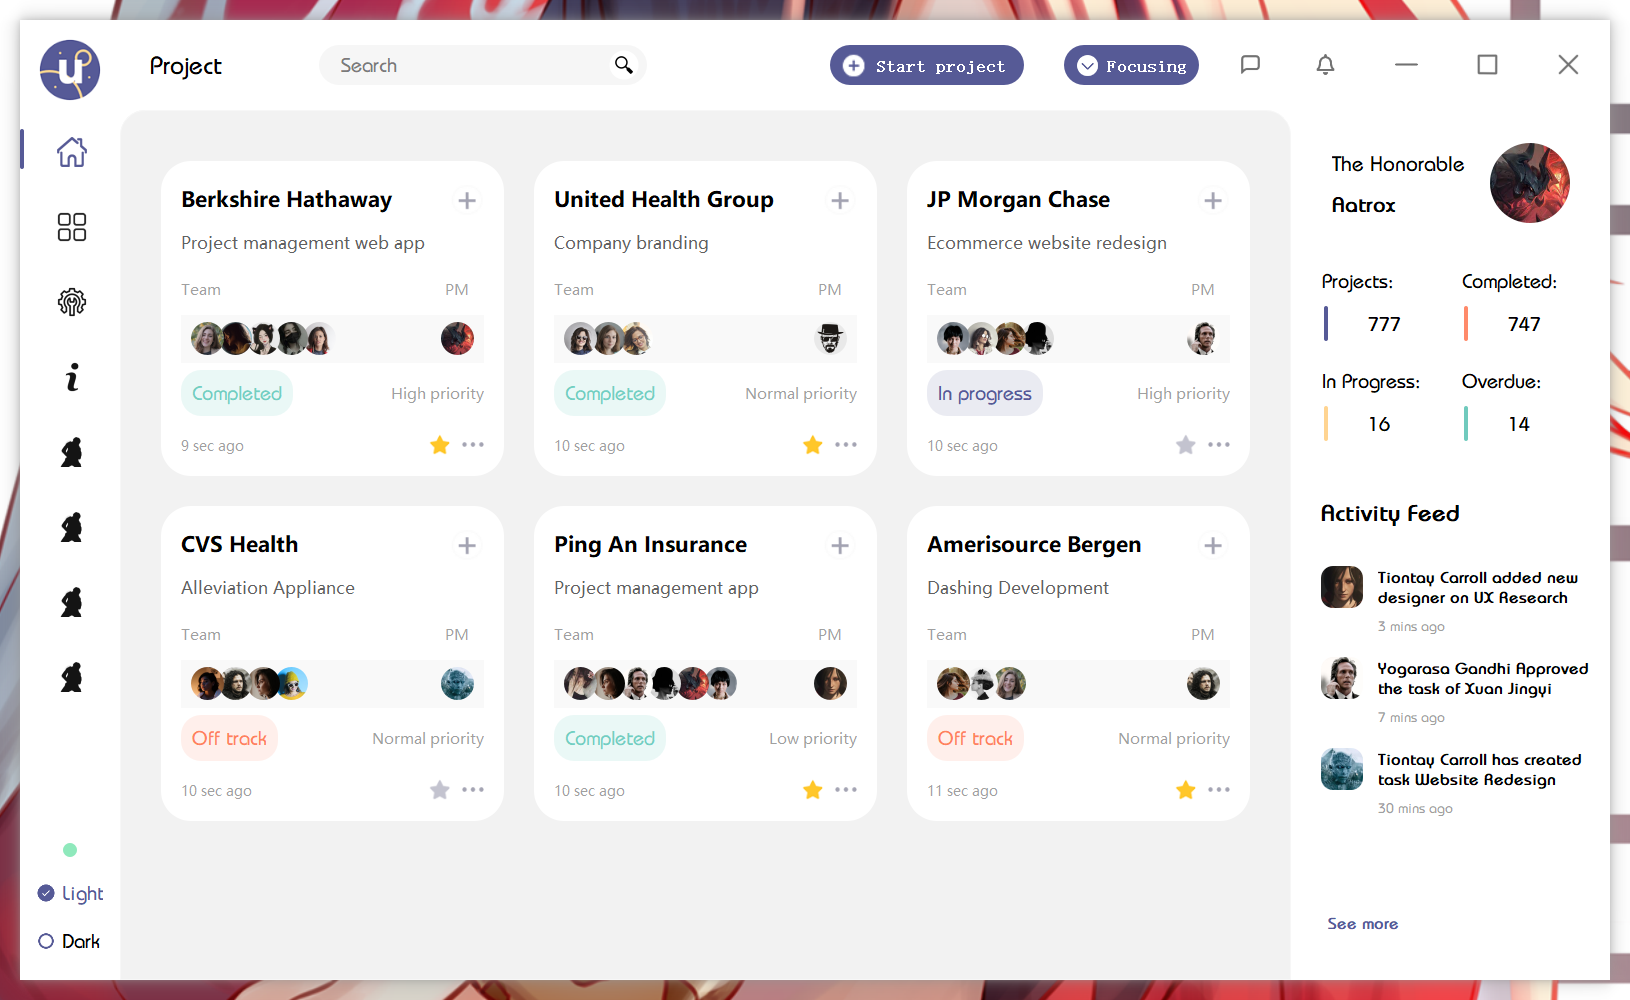 u
Project
Search
Start project
Focusing
Berkshire Hathaway
Project management web app
Team PM
Completed High priority
9 sec ago
United Health Group
Company branding
Team PM
Completed Normal priority
10 sec ago
JP Morgan Chase
Ecommerce website redesign
Team PM
In progress High priority
10 sec ago
CVS Health
Alleviation Appliance
Team PM
Off track Normal priority
10 sec ago
Ping An Insurance
Project management app
Team PM
Completed Low priority
10 sec ago
Amerisource Bergen
Dashing Development
Team PM
Off track Normal priority
11 sec ago
Light
Dark
The Honorable
Aatrox
Projects: Completed:
777 747
In Progress: Overdue:
16 14
Activity Feed
Tiontay Carroll added new
designer on UX Research
3 mins ago
Yogarasa Gandhi Approved
the task of Xuan Jingyi
7 mins ago
Tiontay Carroll has created
task Website Redesign
30 mins ago
See more